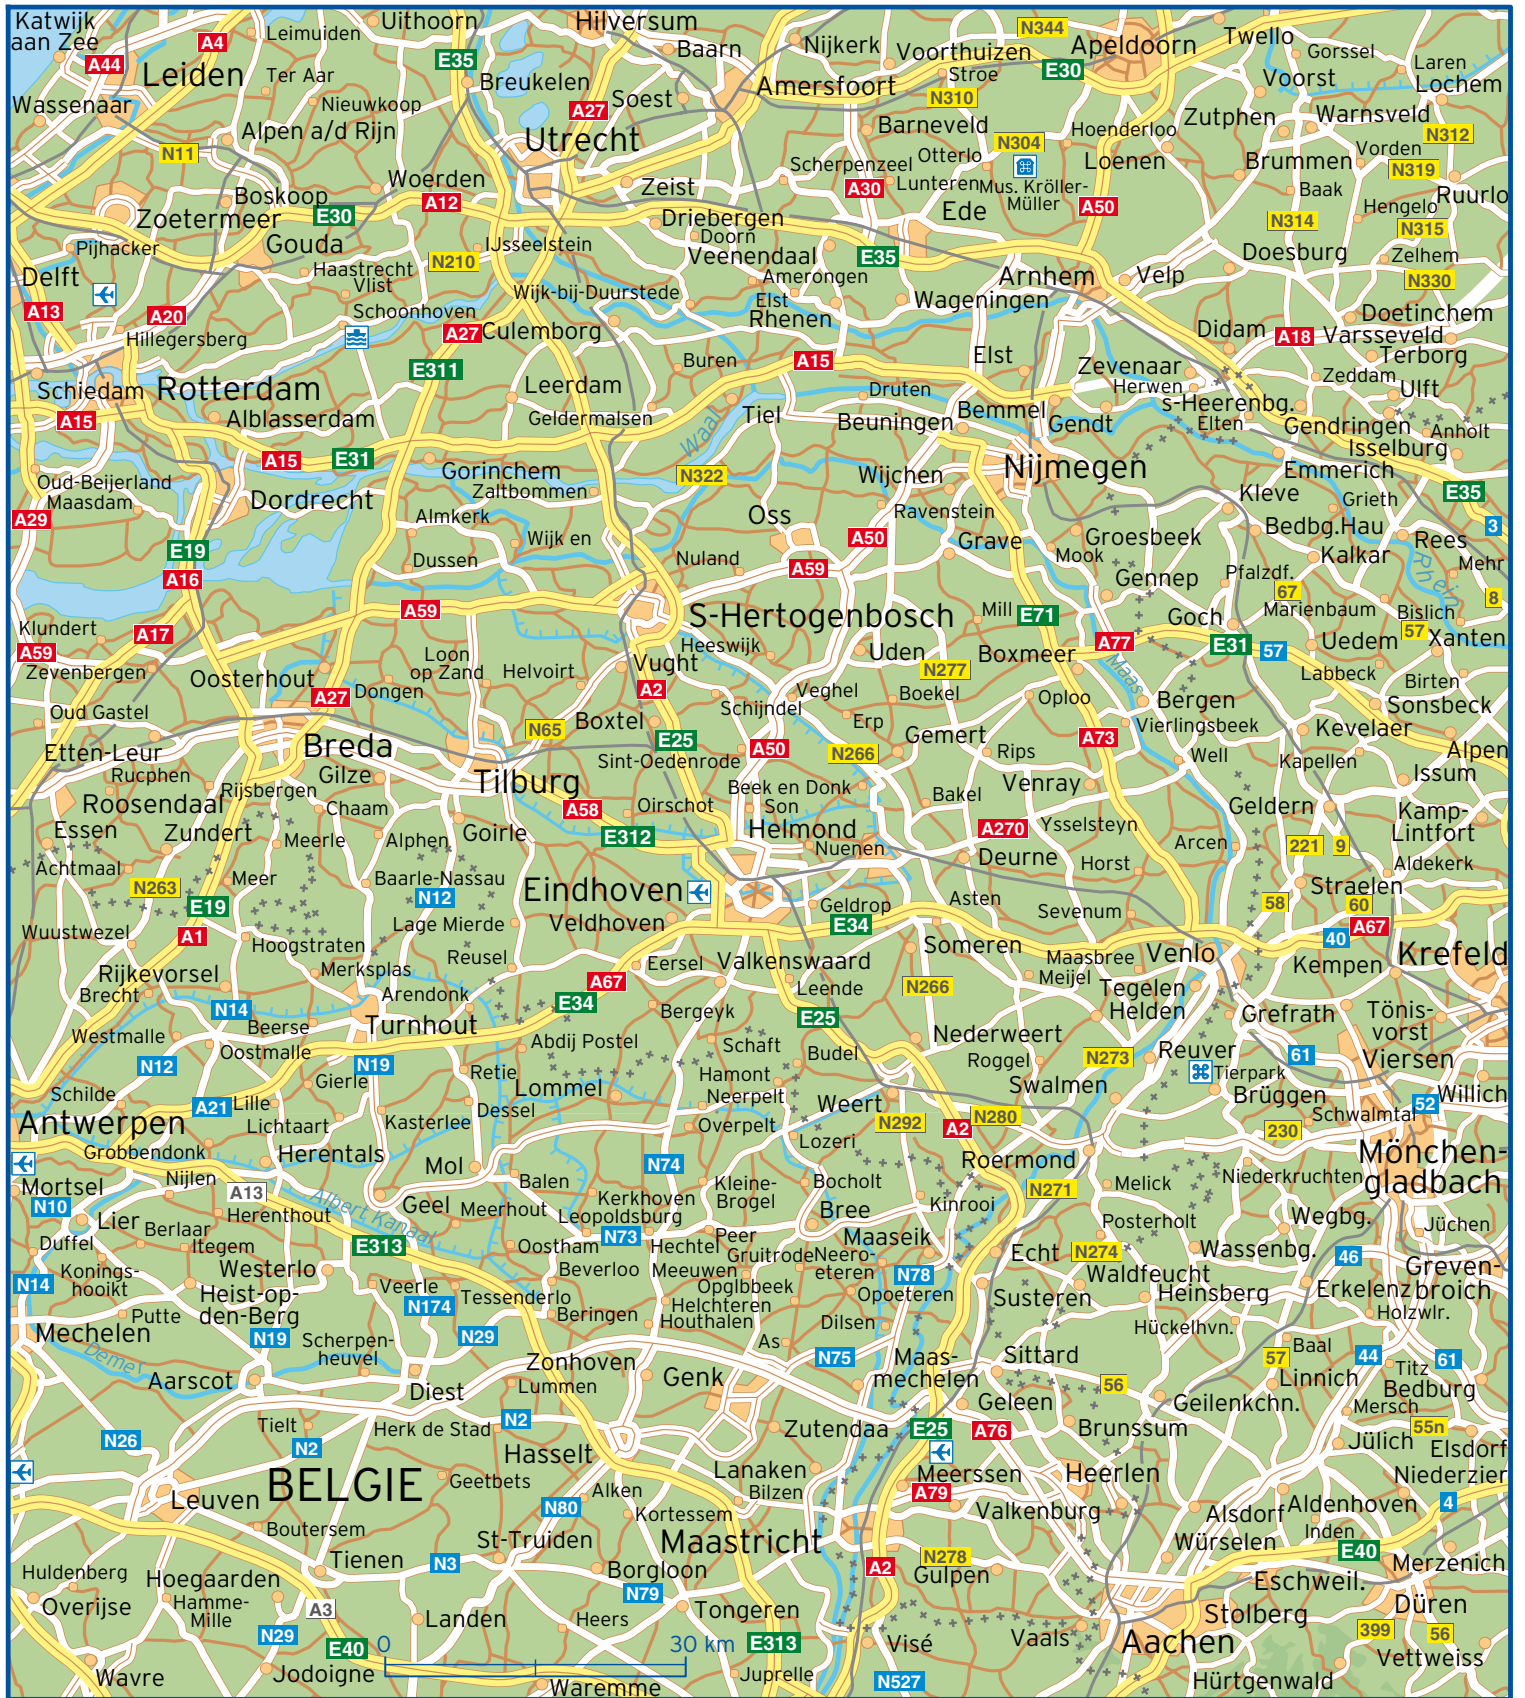 Katwijk
aan Zee
A4
Leimuiden
Uithoorn
Hilversum
Nijkerk
N344
Apeldoorn
Twello
Gorssel
A44
Leiden
Ter Aar
E35
Breukelen
Baarn
Voorthuizen
Stroe
E30
Voorst
Laren
Lochem
Wassenaar
Nieuwkoop
A27
Soest
Amersfoort
N310
Zutphen
Warnsveld
N312
Alpen a/d Rijn
Utrecht
Barneveld
N304
Hoenderloo
N11
Scherpenzeel
Otterlo
Loenen
Brummen
Vorden
N319
Woerden
Zeist
A30
Lunteren
Mus. Kröller-
Müller
A50
Baak
Ruurlo
Boskoop
E30
A12
Zoetermeer
Driebergen
Doorn
Ede
N314
Hengelo
N315
Gouda
Pijnacker
IJsseelstein
Veenendaal
E35
Doesburg
Zelhem
N210
Haastrecht
Vlist
Delft
Amerongen
Arnhem
Velp
N330
Wijk-bij-Duurstede
Elst
Rhenen
Wageningen
A13
A20
Schoonhoven
A27
Culemborg
Doetinchem
Hillegersberg
Didam
A18
Varsseveld
Terborg
E311
Buren
A15
Elst
Zevenaar
Herwen
Zeddam
Ulft
Schiedam
Rotterdam
Leerdam
Druten
s-Heerenbg.
Elten
A15
Alblasserdam
Geldermalsen
Waal
Tiel
Beuningen
Bemmel
Gendt
Gendringen
Anholt
Isselburg
A15
E31
Gorinchem
Zaltbommen
N322
Wijchen
Nijmegen
Emmerich
Oud-Beijerland
Maasdam
Dordrecht
Kleve
Grieth
E35
A29
Almkerk
Oss
Ravenstein
Bedbg.Hau
3
E19
Dussen
Wijk en
Nuland
A50
Grave
Groesbeek
Mook
Kalkar
Rees
Rhein
Mehr
A16
A59
A59
Gennep
Pfalzdf.
67
8
S-Hertogenbosch
Mill
E71
Goch
Marienbaum
Bislich
Klundert
A17
Heeswijk
A77
E31
57
Uedem
57
Xanten
A59
Loon
op Zand
Helvoirt
Vught
Uden
N277
Boxmeer
Maas
Zevenbergen
Oosterhout
A27
Dongen
A2
Veghel
Boekel
Oploo
Bergen
Labbeck
Birten
Oud Gastel
N65
Boxtel
Schijndel
Erp
Vierlingsbeek
Sonsbeck
Kevelaer
Etten-Leur
Breda
E25
A50
N266
Gemert
Rips
A73
Well
Kapellen
Alpen
Rucphen
Gilze
Tilburg
Sint-Oedenrode
Beek en Donk
Son
Bakel
Venray
Issum
Roosendaal
Rijsbergen
Chaam
A58
Oirschot
Geldern
Kamp-
Lintfort
Essen
Zundert
Meerle
Alphen
Goirle
E312
Helmond
Nuenen
A270
Ysselsteyn
Arcen
221
9
Achtmaal
Deurne
Horst
Aldekerk
N263
Meer
Baarle-Nassau
N12
Eindhoven
Geldrop
Asten
Straelen
58
60
E19
A1
Lage Mierde
Veldhoven
E34
Sevenum
A67
Wuustwezel
Hoogstraten
Reusel
Someren
40
Krefeld
Rijkevorsel
Brecht
Merksplas
A67
Eersel
Valkenswaard
Leende
Maasbree
Meijel
Venlo
Kempen
N14
Arendonk
E34
Bergeyk
E25
N266
Tegelen
Helden
Grefrath
Tönis-
vorst
Westmalle
Beerse
Turnhout
Abdij Postel
Schaft
Budel
Nederweert
Roggel
N273
Reuver
61
Viersen
N12
Oostmalle
N19
Retie
Hamont
Swalmen
Tierpark
Schilde
Gierle
Lommel
Neerpelt
Weert
Brüggen
Willich
A21
Lille
Dessel
52
Antwerpen
Lichtaart
Kasterlee
Overpelt
N292
A2
N280
230
Schwalmtal
Lozeri
Grobbendonk
Herentals
Mol
N74
Roermond
Mönchen-
gladbach
Mortsel
Nijlen
A13
Balen
Kleine-
Brogel
Bocholt
N271
Melick
Niederkruchten
N10
Albert Kanaal
Kerkhoven
Leopoldsburg
Kinrooi
Lier
Berlaar
Herenthout
Geel
Meerhout
Bree
Posterholt
Wegbg.
Jüchen
Duffel
Itegem
E313
Oostham
N73
Hechtel
Peer
Gruitrode
Maaseik
Neero-
eteren
Echt
N274
Wassenbg.
46
N14
Konings-
hooikt
Westerlo
Beverloo
Meeuwen
N78
Waldfeucht
Greven-
broich
Heist-op-
den-Berg
Veerle
N174
Tessenderlo
Opglbbeek
Opoeteren
Susteren
Heinsberg
Erkelenz
Putte
Beringen
Helchteren
Houthalen
Holzwlr.
Mechelen
N19
N29
Dilsen
Hückelhvn.
Demer
Scherpen-
heuvel
As
N75
Maas-
mechelen
Sittard
Baal
57
44
61
Aarscot
Zonhoven
Lummen
Genk
Linnich
Titz
Bedburg
Diest
Geleen
56
Geilenkchn.
Mersch
N26
Tielt
N2
Herk de Stad
N2
Zutendaa
E25
A76
Brunssum
55n
Hasselt
Jülich
Elsdorf
BELGIE
Geetbets
Lanaken
Bilzen
Meerssen
Heerlen
Niederzier
Leuven
N80
Alken
Kortessem
A79
Valkenburg
Alsdorf
Aldenhoven
4
Boutersem
St-Truiden
Maastricht
Würselen
Inden
E40
Tienen
N3
Borgloon
A2
N278
Gulpen
Merzenich
Huldenberg
Hoegaarden
N79
Eschweil.
Overijse
Hamme-
Mille
A3
Landen
Heers
Tongeren
Stolberg
Düren
N29
E40
0
30 km
E313
Visé
Vaals
Aachen
399
56
Wavre
Jodoigne
Waremme
Juprelle
N527
Hürtgenwald
Vettweiss